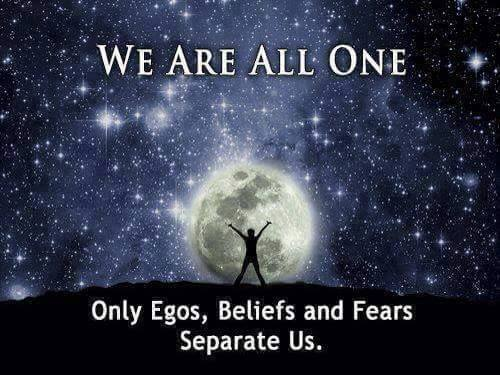 WE ARE ALL ONE
Only Egos, Beliefs and Fears
Separate Us.